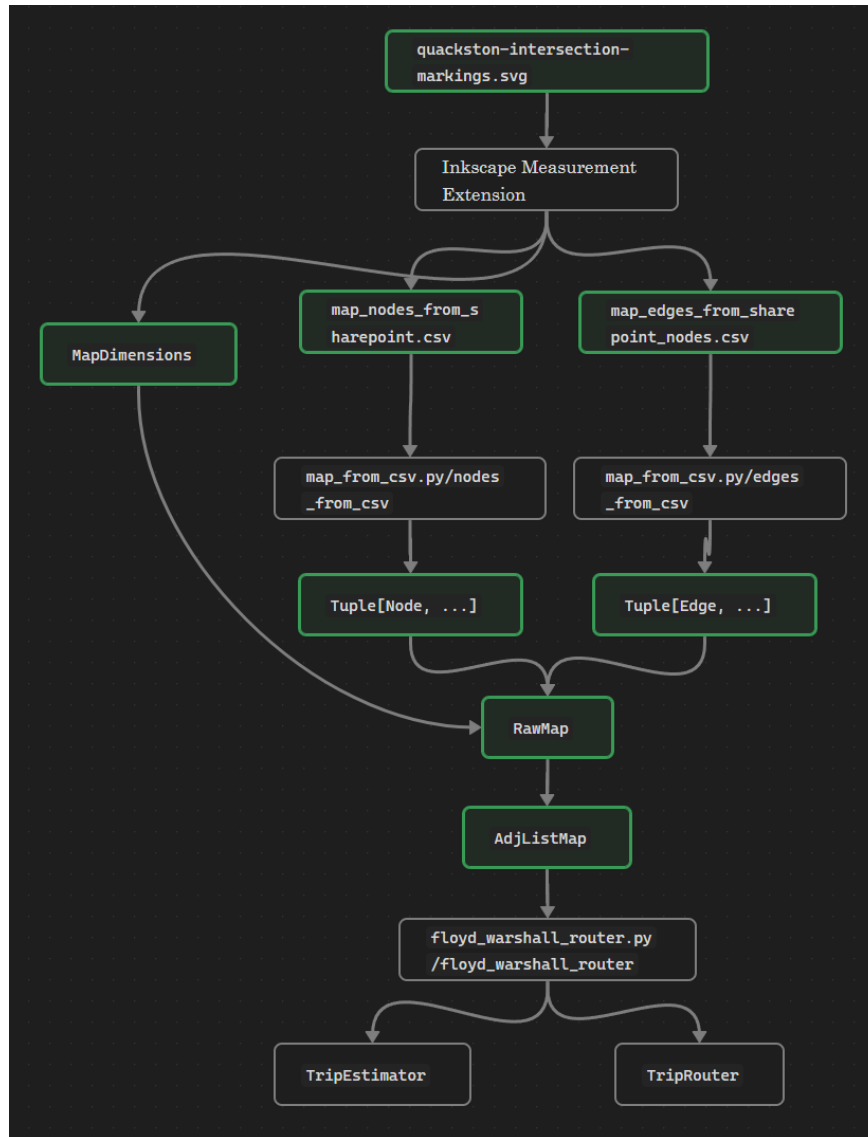 quackston-intersection-
markings.svg
Inkscape Measurement
Extension
MapDimensions
map_nodes_from_s
harepoint.csv
map_edges_from_share
point_nodes.csv
map_from_csv.py/nodes
_from_csv
map_from_csv.py/edges
_from_csv
Tuple[Node, ...]
Tuple[Edge, ...]
RawMap
AdjListMap
floyd_warshall_router.py
/floyd_warshall_router
TripEstimator
TripRouter